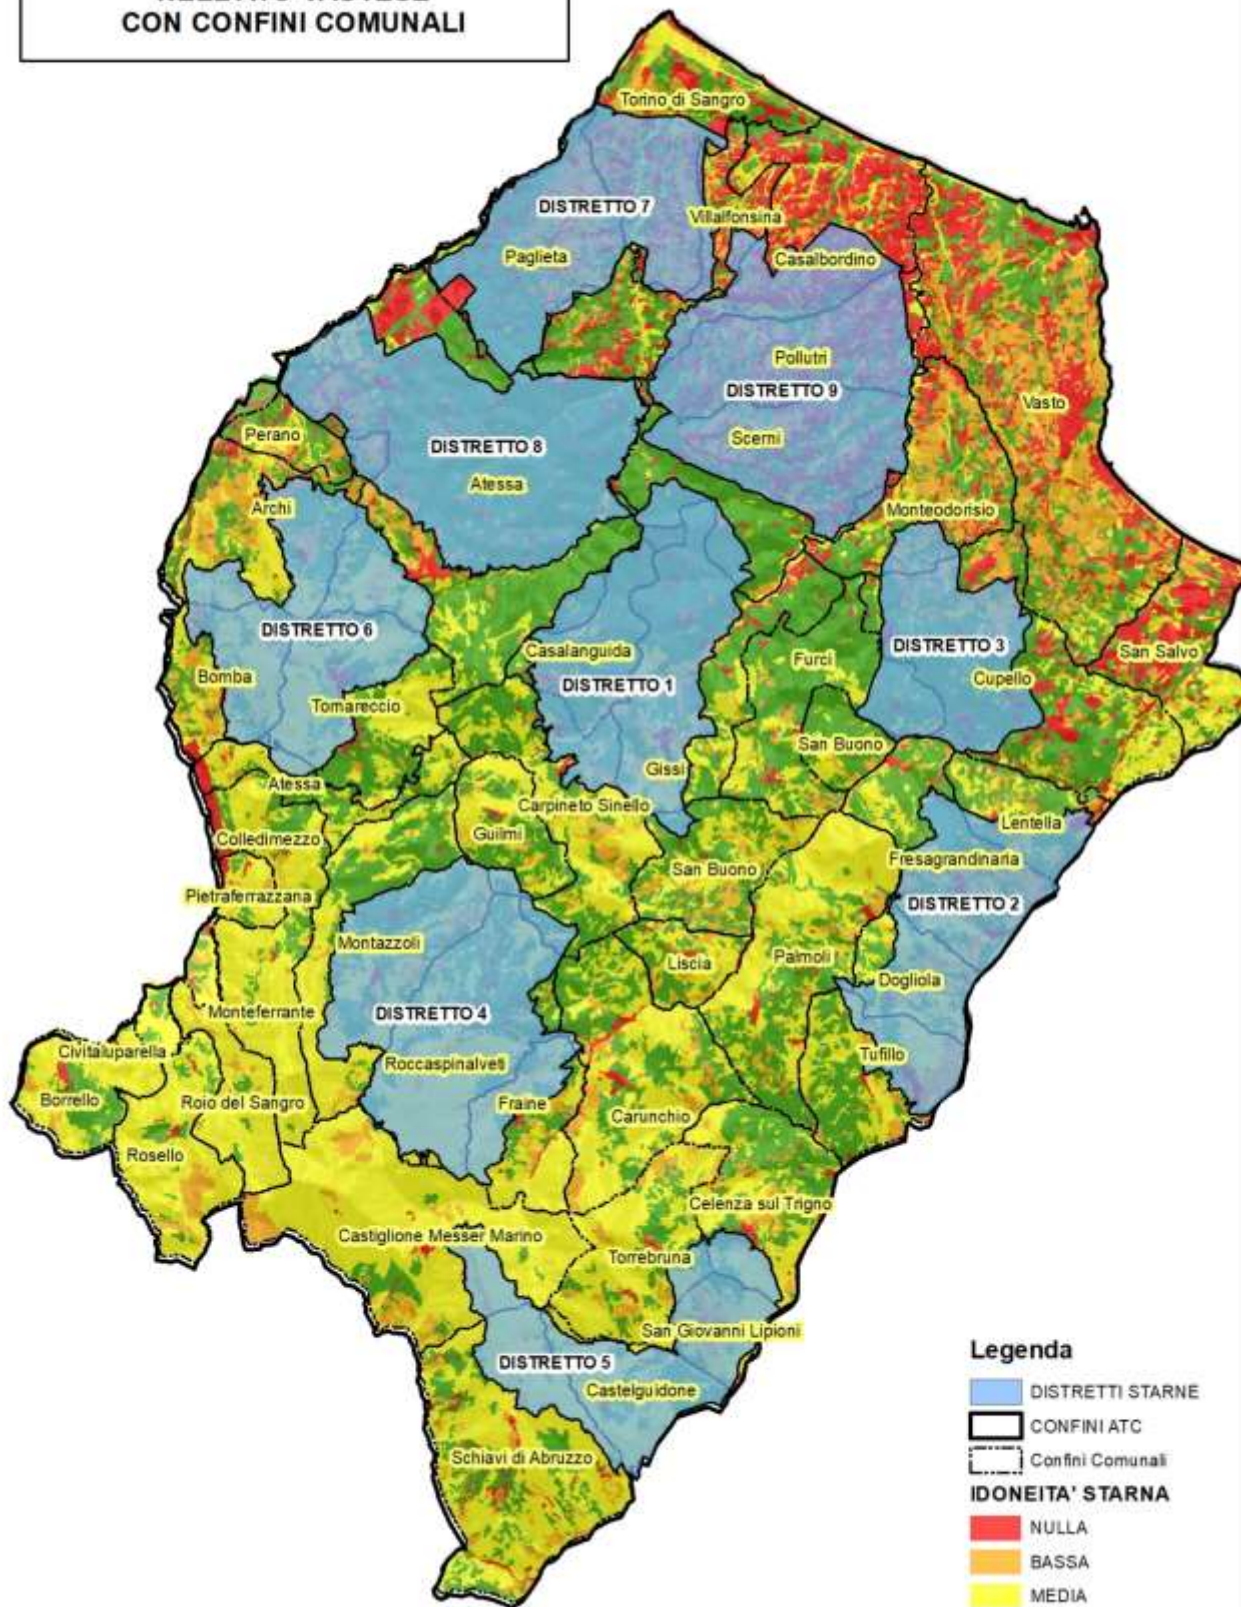 CON CONFINI COMUNALI
Torino di Sangro
DISTRETTO 7
Villalfonsina
Paglieta
Casalbordino
Pollutri
DISTRETTO 9
Vasto
Perano
Scerni
DISTRETTO 8
Atessa
Archi
Monteodorisio
DISTRETTO 6
DISTRETTO 3
Casalanguida
Furci
San Salvo
Bomba
Cupello
DISTRETTO 1
Tornareccio
San Buono
Gissi
Atessa
Carpineto Sinello
Lentella
Guilmi
Colledimezzo
Fresagrandinaria
San Buono
Pietraferrazzana
DISTRETTO 2
Montazzoli
Palmoli
Liscia
Dogliola
Monteferrante
DISTRETTO 4
Civitaluparella
Tufillo
Roccaspinalveti
Borrello
Roio del Sangro
Fraine
Carunchio
Rosello
Celenza sul Trigno
Castiglione Messer Marino
Torrebruna
San Giovanni Lipioni
DISTRETTO 5
Castelguidone
Schiavi di Abruzzo
Legenda
DISTRETTI STARNE
CONFINI ATC
Confini Comunali
IDONEITA' STARNA
NULLA
BASSA
MEDIA